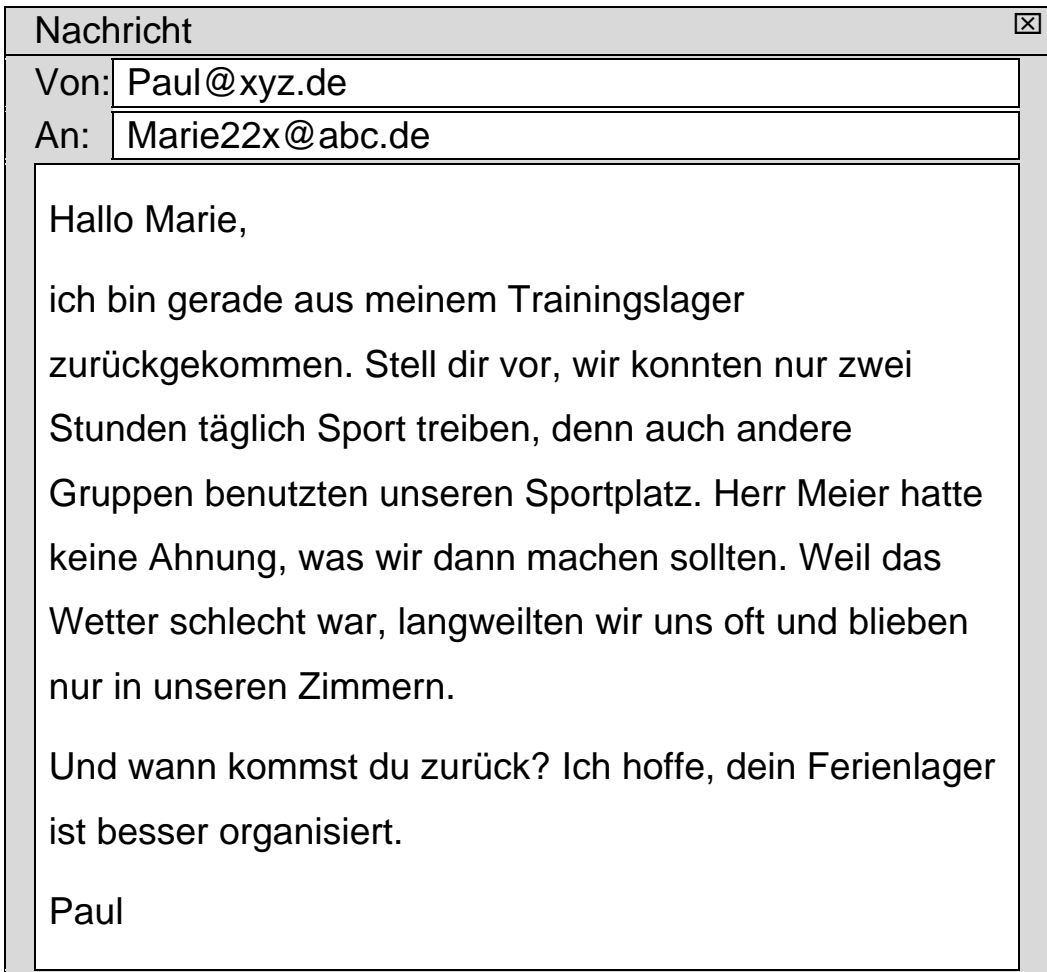 Nachricht
Von: Paul@xyz.de
An: Marie22x@abc.de
Hallo Marie,
ich bin gerade aus meinem Trainingslager
zurückgekommen. Stell dir vor, wir konnten nur zwei
Stunden täglich Sport treiben, denn auch andere
Gruppen benutzten unseren Sportplatz. Herr Meier hatte
keine Ahnung, was wir dann machen sollten. Weil das
Wetter schlecht war, langweilten wir uns oft und blieben
nur in unseren Zimmern.
Und wann kommst du zurück? Ich hoffe, dein Ferienlager
ist besser organisiert.
Paul